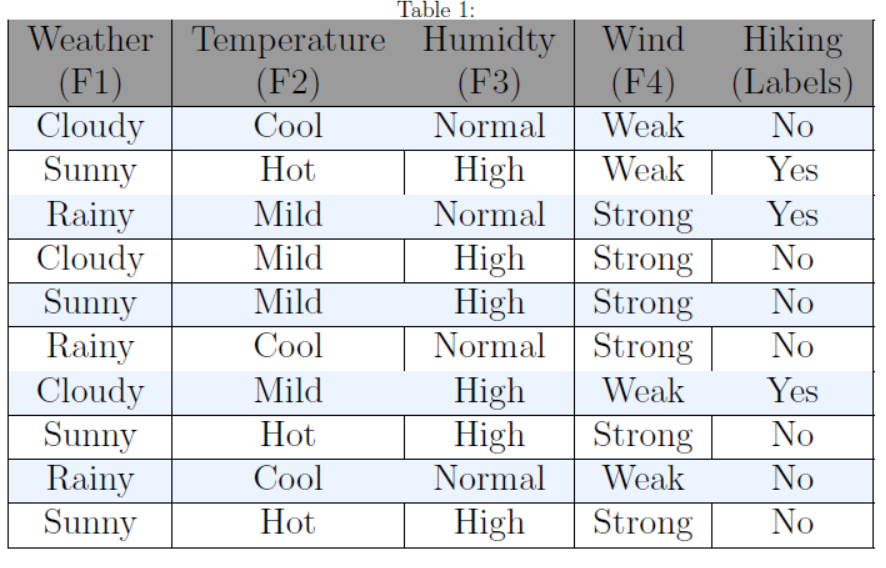 Table 1:
Weather Temperature Humidty Wind Hiking
(F1) (F2) (F3) (F4) (Labels)
Cloudy Cool Normal Weak No
Sunny Hot High Weak Yes
Rainy Mild Normal Strong Yes
Cloudy Mild High Strong No
Sunny Mild High Strong No
Rainy Cool Normal Strong No
Cloudy Mild High Weak Yes
Sunny Hot High Strong No
Rainy Cool Normal Weak No
Sunny Hot High Strong No